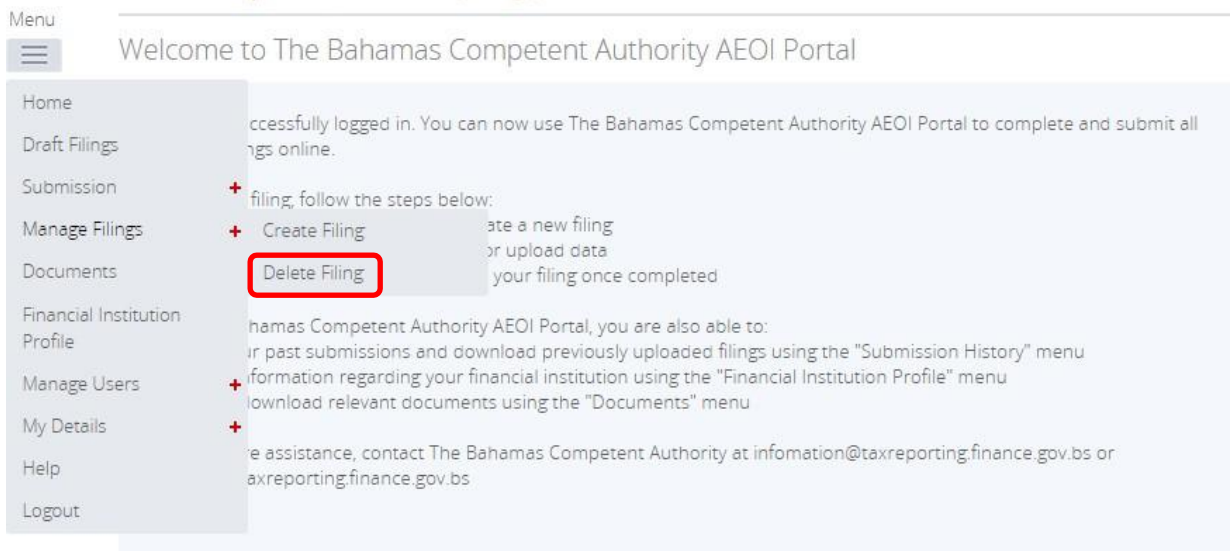 Menu
Welcome to The Bahamas Competent Authority AEOI Portal
Home
Draft Filings
Submission
Manage Filings
Documents
Financial Institution
Profile
Manage Users
My Details
Help
Logout
Create Filing
Delete Filing
ccessfully logged in. You can now use The Bahamas Competent Authority AEOI Portal to complete and submit all
ngs online.
filing, follow the steps below:
ate a new filing
or upload data
your filing once completed
hamas Competent Authority AEOI Portal, you are also able to:
ur past submissions and download previously uploaded filings using the "Submission History" menu
nformation regarding your financial institution using the "Financial Institution Profile" menu
download relevant documents using the "Documents" menu
re assistance, contact The Bahamas Competent Authority at infomation@taxreporting.finance.gov.bs or
axreporting.finance.gov.bs